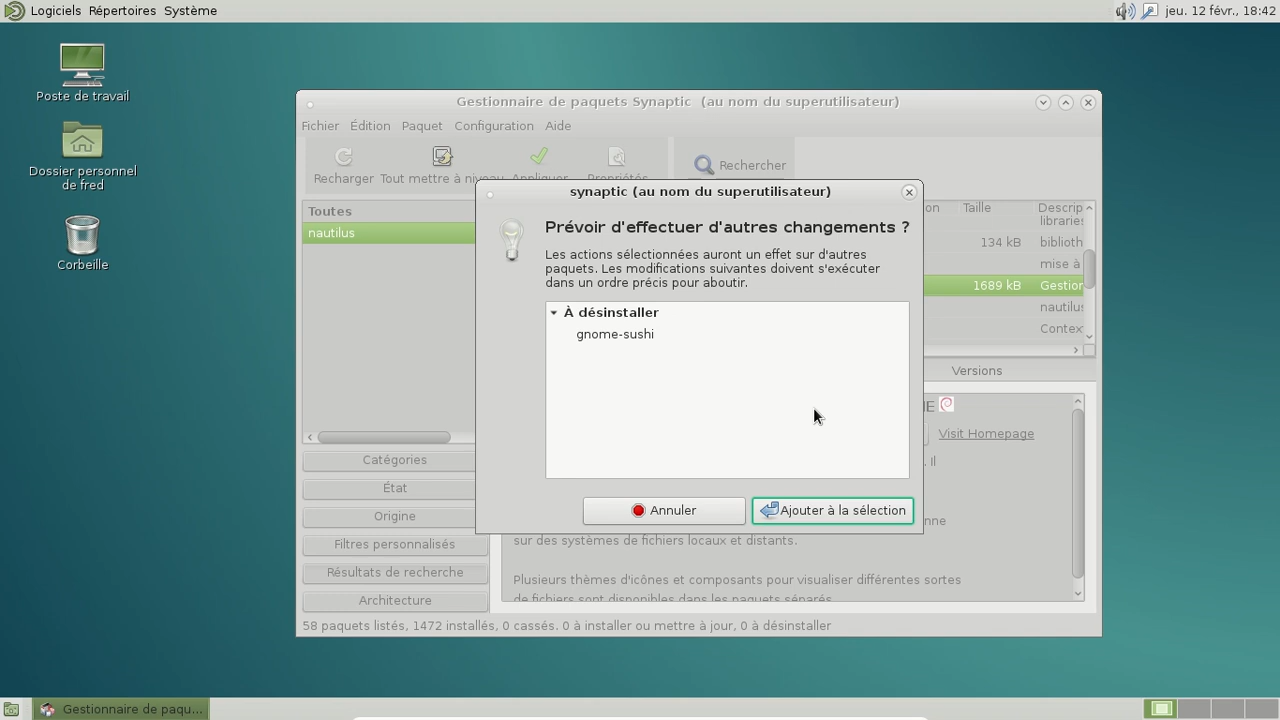 Logiciels Répertoires Système
jeu. 12 févr., 18:42
Poste de travail
Dossier personnel
de fred
Corbeille
Gestionnaire de paquets Synaptic (au nom du superutilisateur)
Fichier Édition Paquet Configuration Aide
Recharger Tout mettre à niveau Appliquer Propriétés Rechercher
synaptic (au nom du superutilisateur)
Prévoir d'effectuer d'autres changements ?
Les actions sélectionnées auront un effet sur d'autres
paquets. Les modifications suivantes doivent s'exécuter
dans un ordre précis pour aboutir.
À désinstaller
gnome-sushi
Annuler
Ajouter à la sélection
Toutes
nautilus
Catégories
État
Origine
Filtres personnalisés
Résultats de recherche
Architecture
on Taille Descrip
libraries
134 kB biblioth
mise à
1689 kB Gestion
nautilus
Contex
Versions
E
Visit Homepage
. Il
nne
sur des systèmes de fichiers locaux et distants.
Plusieurs thèmes d'icônes et composants pour visualiser différentes sortes
de fichiers sont disponibles dans les paquets séparés
58 paquets listés, 1472 installés, 0 cassés. 0 à installer ou mettre à jour, 0 à désinstaller
Gestionnaire de paqu...